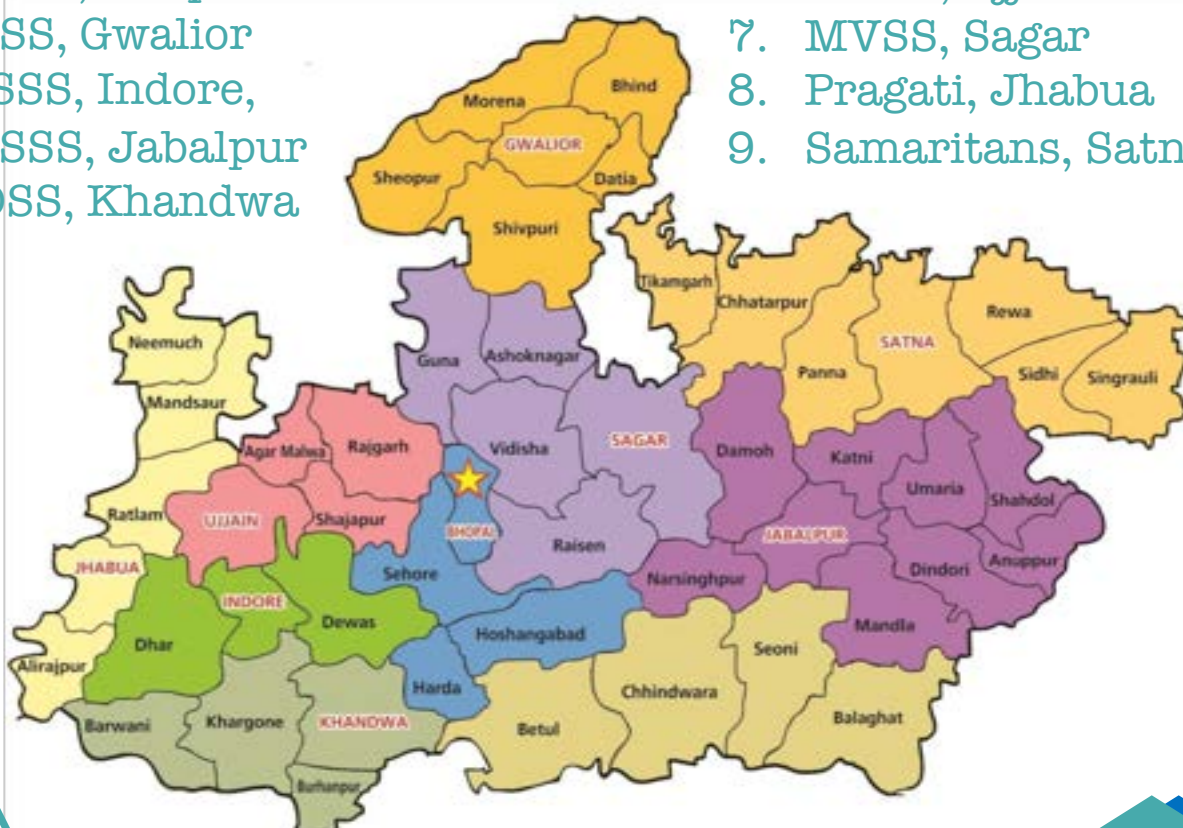 SS, Gwalior
SSS, Indore,
SSS, Jabalpur
OSS, Khandwa
7. MVSS, Sagar
8. Pragati, Jhabua
9. Samaritans, Satn
Morena
Bhind
GWALIOR
Sheopur
Datia
Shivpuri
Tikamgarh
Chhatarpur
Rewa
SATNA
Panna
Sidhi
Singrauli
Neemuch
Mandsaur
Guna
Ashoknagar
Agar Malwa
Rajgarh
Vidisha
SAGAR
Damoh
Katni
Umaria
Shahdol
Ratlam
UJJAIN
Shajapur
BHOPAL
Raisen
JABALPUR
JHABUA
Sehore
Narsinghpur
Dindori
Anuppur
INDORE
Dhar
Dewas
Hoshangabad
Seoni
Mandla
Alirajpur
Harda
Chhindwara
Barwani
Khargone
KHANDWA
Betul
Balaghat
Burhanpur